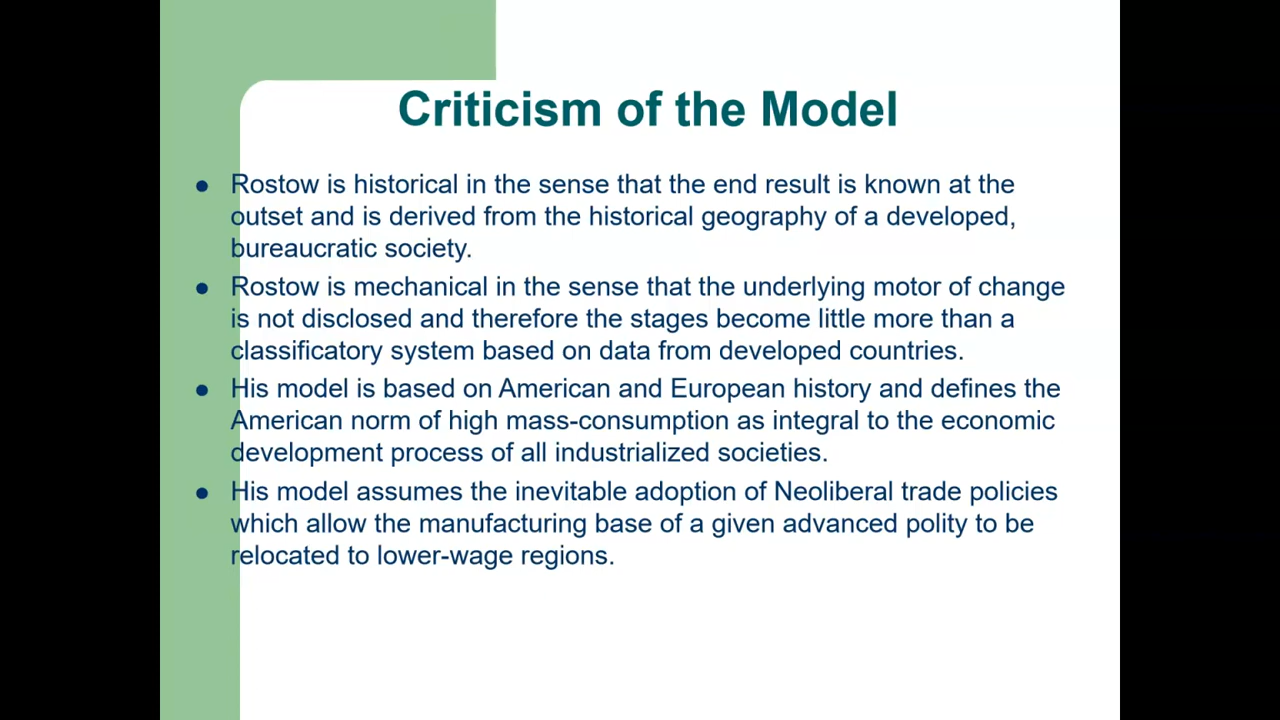 Criticism of the Model
● Rostow is historical in the sense that the end result is known at the
outset and is derived from the historical geography of a developed,
bureaucratic society.
● Rostow is mechanical in the sense that the underlying motor of change
is not disclosed and therefore the stages become little more than a
classificatory system based on data from developed countries.
● His model is based on American and European history and defines the
American norm of high mass-consumption as integral to the economic
development process of all industrialized societies.
● His model assumes the inevitable adoption of Neoliberal trade policies
which allow the manufacturing base of a given advanced polity to be
relocated to lower-wage regions.